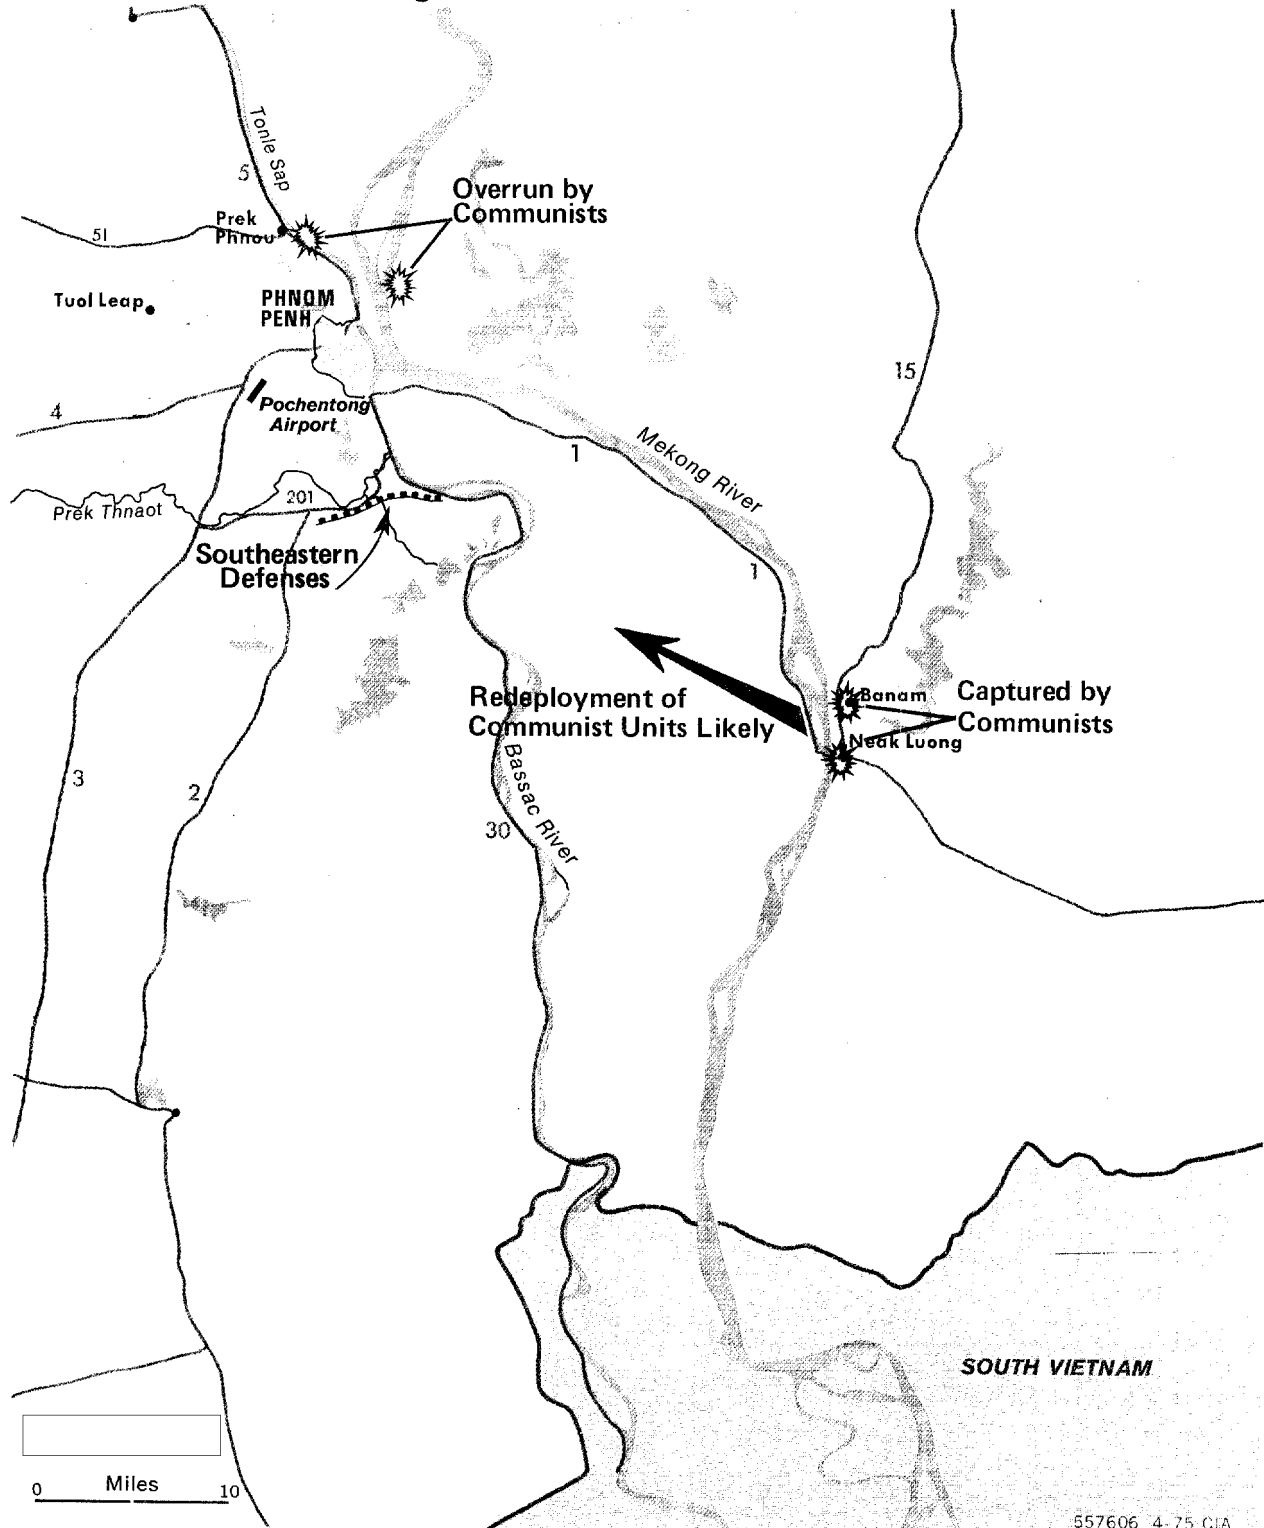 Tonle Sap
5
Overrun by
Communists
Prek
Phnou
51
Tuol Leap
PHNOM
PENH
15
4
Pochentong
Airport
1
Mekong River
201
Prek Thnaot
Southeastern
Defenses
1
Redeployment of
Communist Units Likely
Banam
Captured by
Communists
Neak Luong
3
2
Bassac River
30
SOUTH VIETNAM
0 Miles 10
557606 4-75 CIA